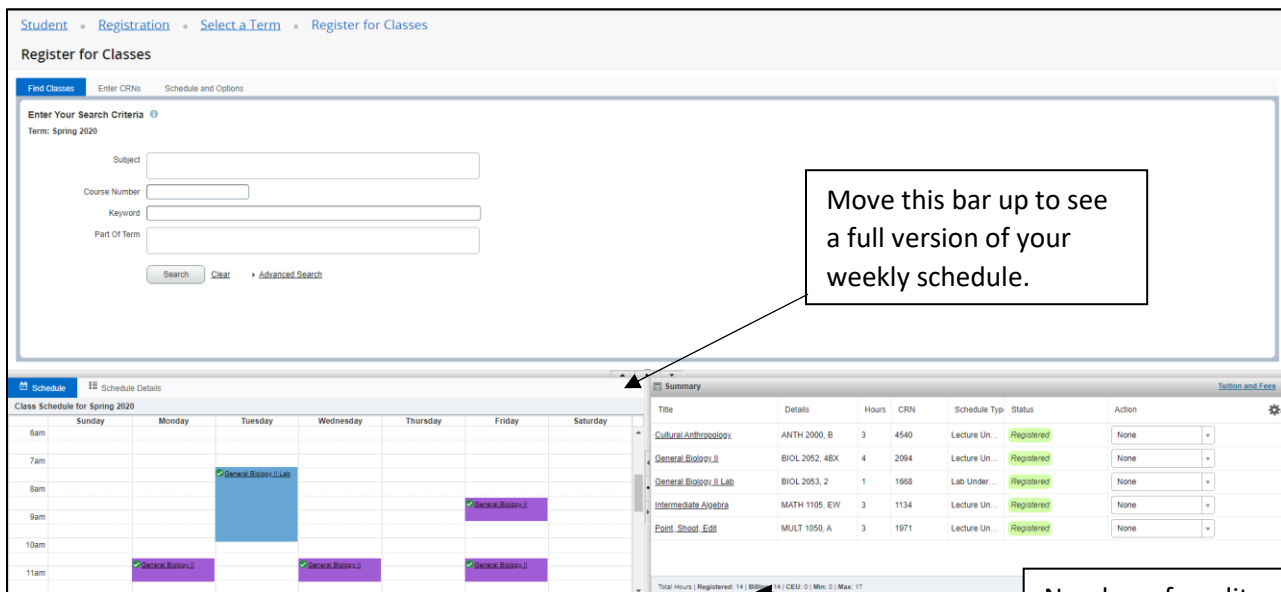 Student • Registration • Select a Term • Register for Classes
Register for Classes
Find Classes Enter CRNs Schedule and Options
Enter Your Search Criteria
Term: Spring 2020
Subject
Course Number
Keyword
Part Of Term
Search Clear Advanced Search
Move this bar up to see
a full version of your
weekly schedule.
Schedule Schedule Details
Class Schedule for Spring 2020
Sunday Monday Tuesday Wednesday Thursday Friday Saturday
6am
7am
General Biology II Lab
8am
General Biology II
9am
10am
General Biology II General Biology II General Biology II
11am
Summary Tuition and Fees
Title Details Hours CRN Schedule Typ Status Action
Cultural Anthropology ANTH 2000, B 3 4540 Lecture Un... Registered None
General Biology II BIOL 2052, 4BX 4 2094 Lecture Un... Registered None
General Biology II Lab BIOL 2053, 2 1 1668 Lab Under... Registered None
Intermediate Algebra MATH 1105, EW 3 1134 Lecture Un... Registered None
Point, Shoot, Edit MULT 1050, A 3 1971 Lecture Un... Registered None
Total Hours | Registered: 14 | Billing: 14 | CEU: 0 | Min: 0 | Max: 17